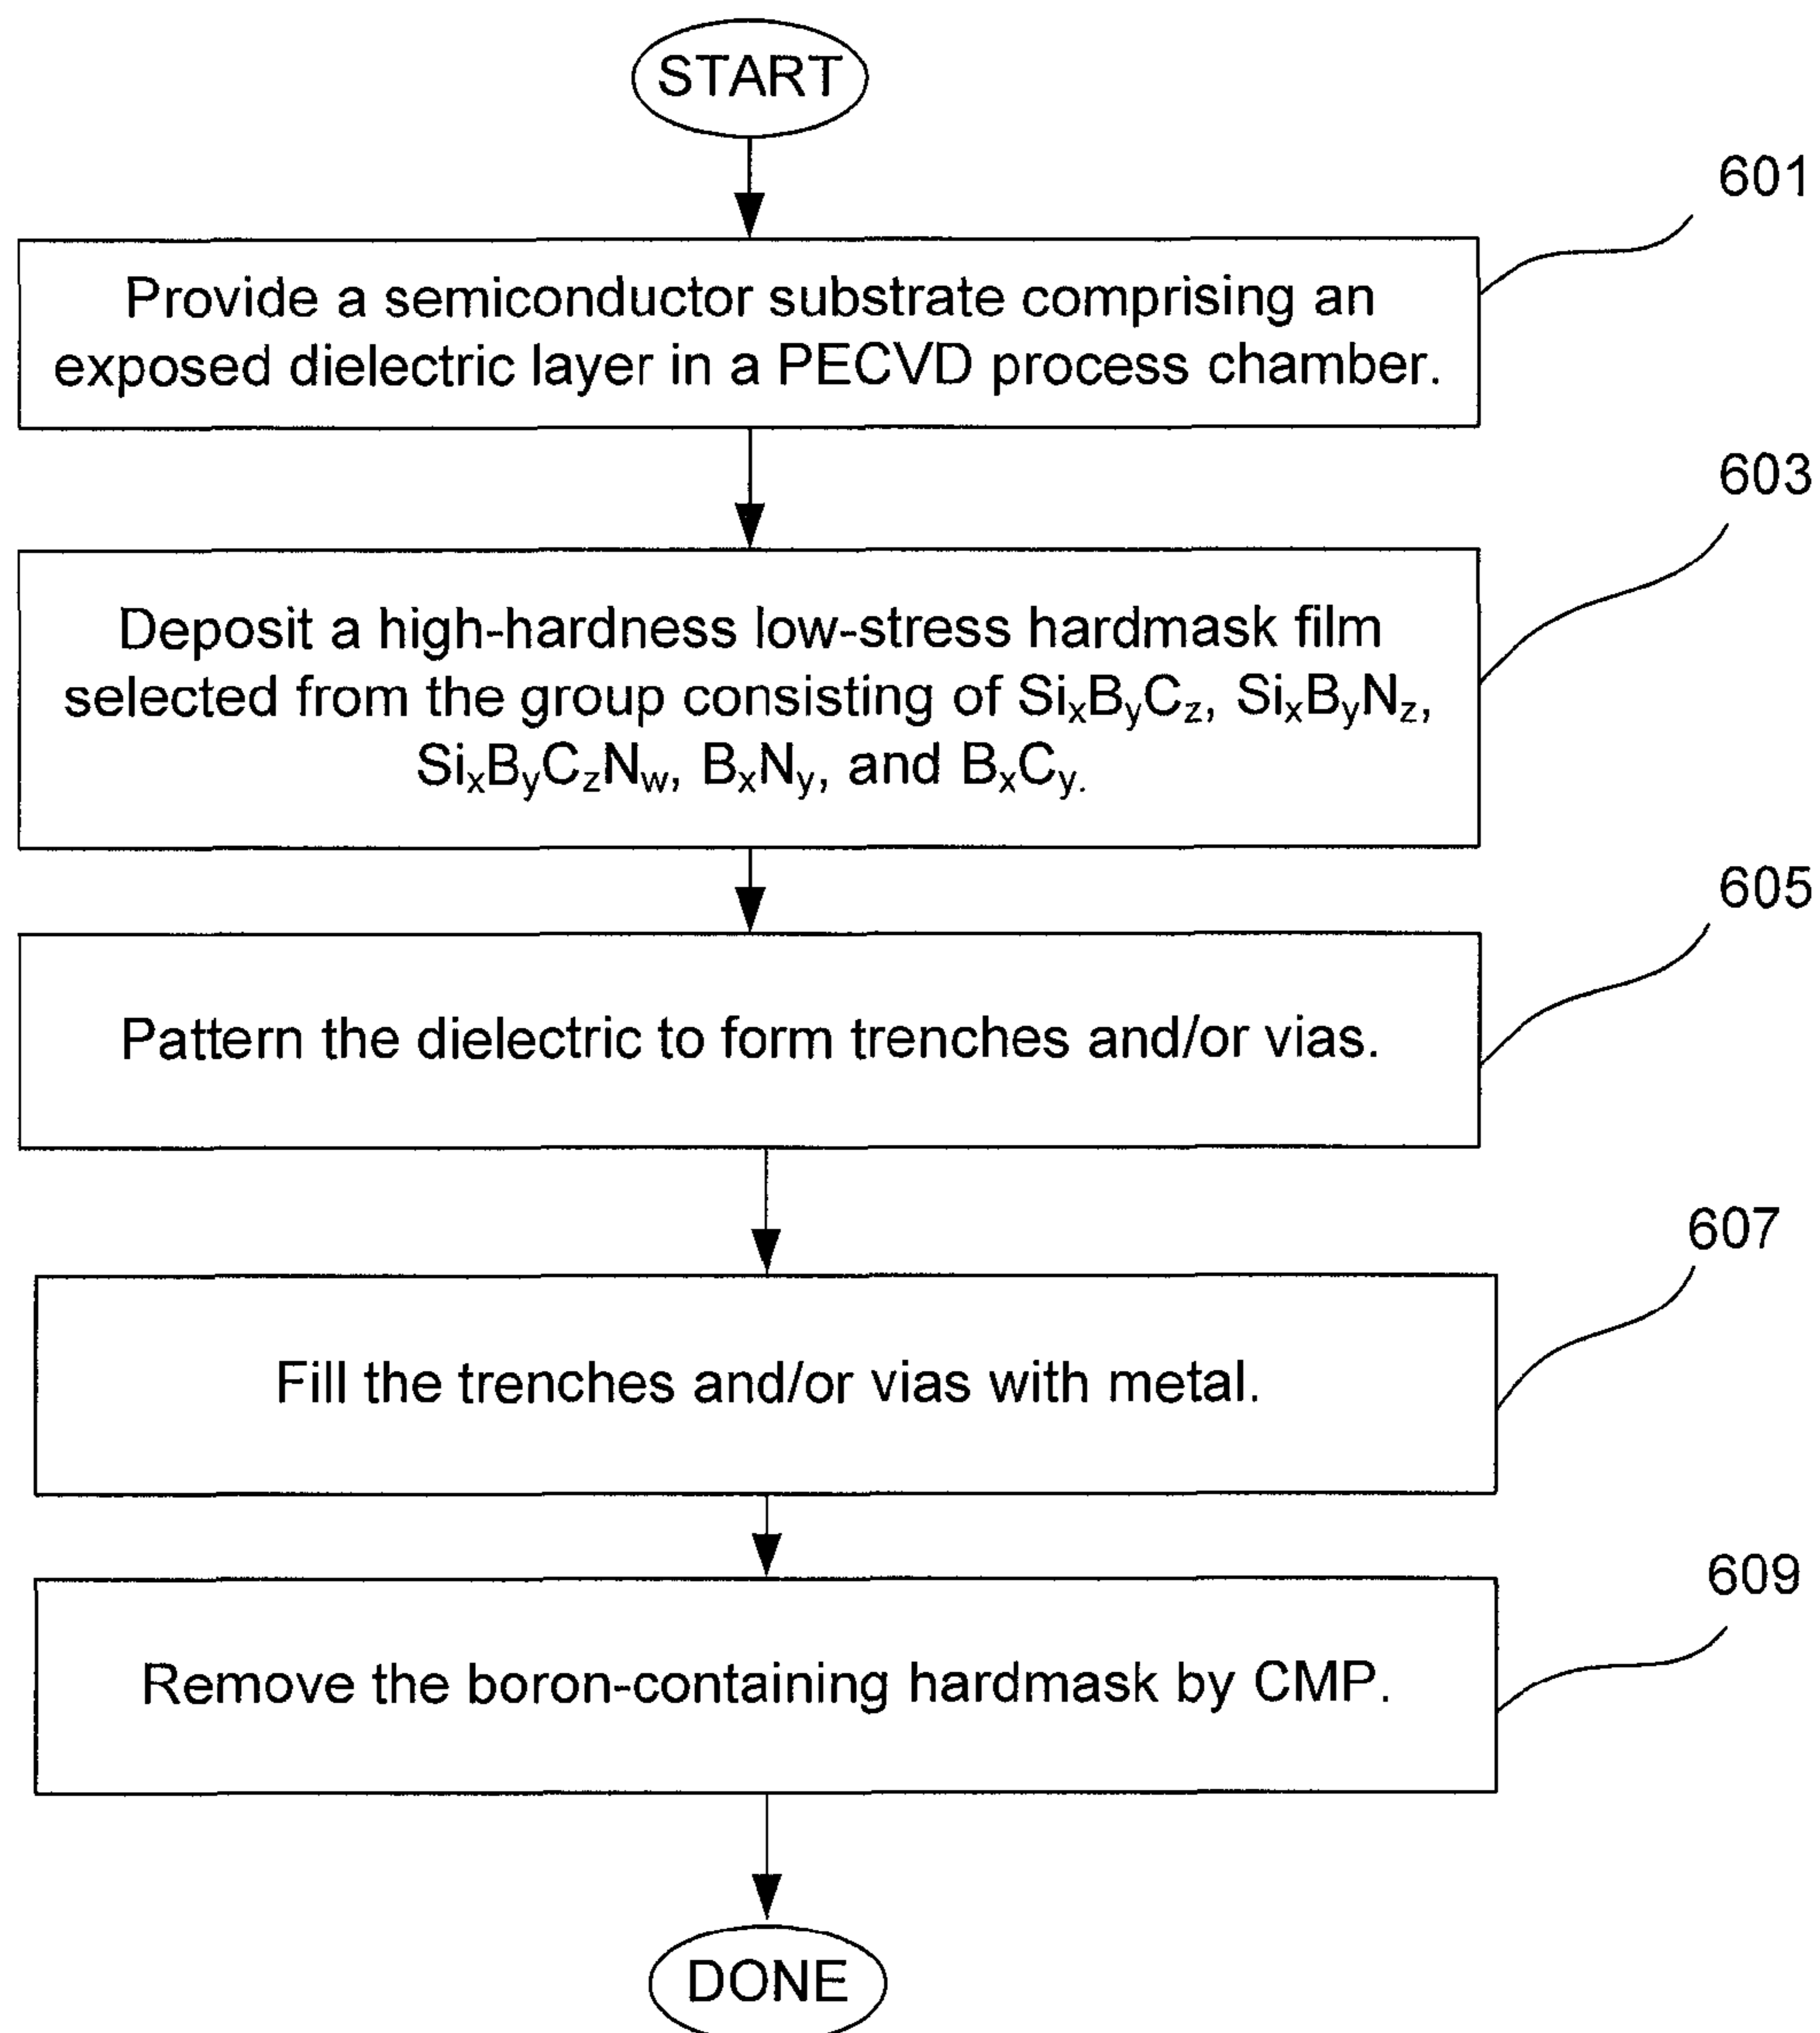 START
601
Provide a semiconductor substrate comprising an
exposed dielectric layer in a PECVD process chamber.
603
Deposit a high-hardness low-stress hardmask film
selected from the group consisting of SixByCz, SixByNz,
SixByCzNw, BxNy, and BxCy.
605
Pattern the dielectric to form trenches and/or vias.
607
Fill the trenches and/or vias with metal.
609
Remove the boron-containing hardmask by CMP.
DONE